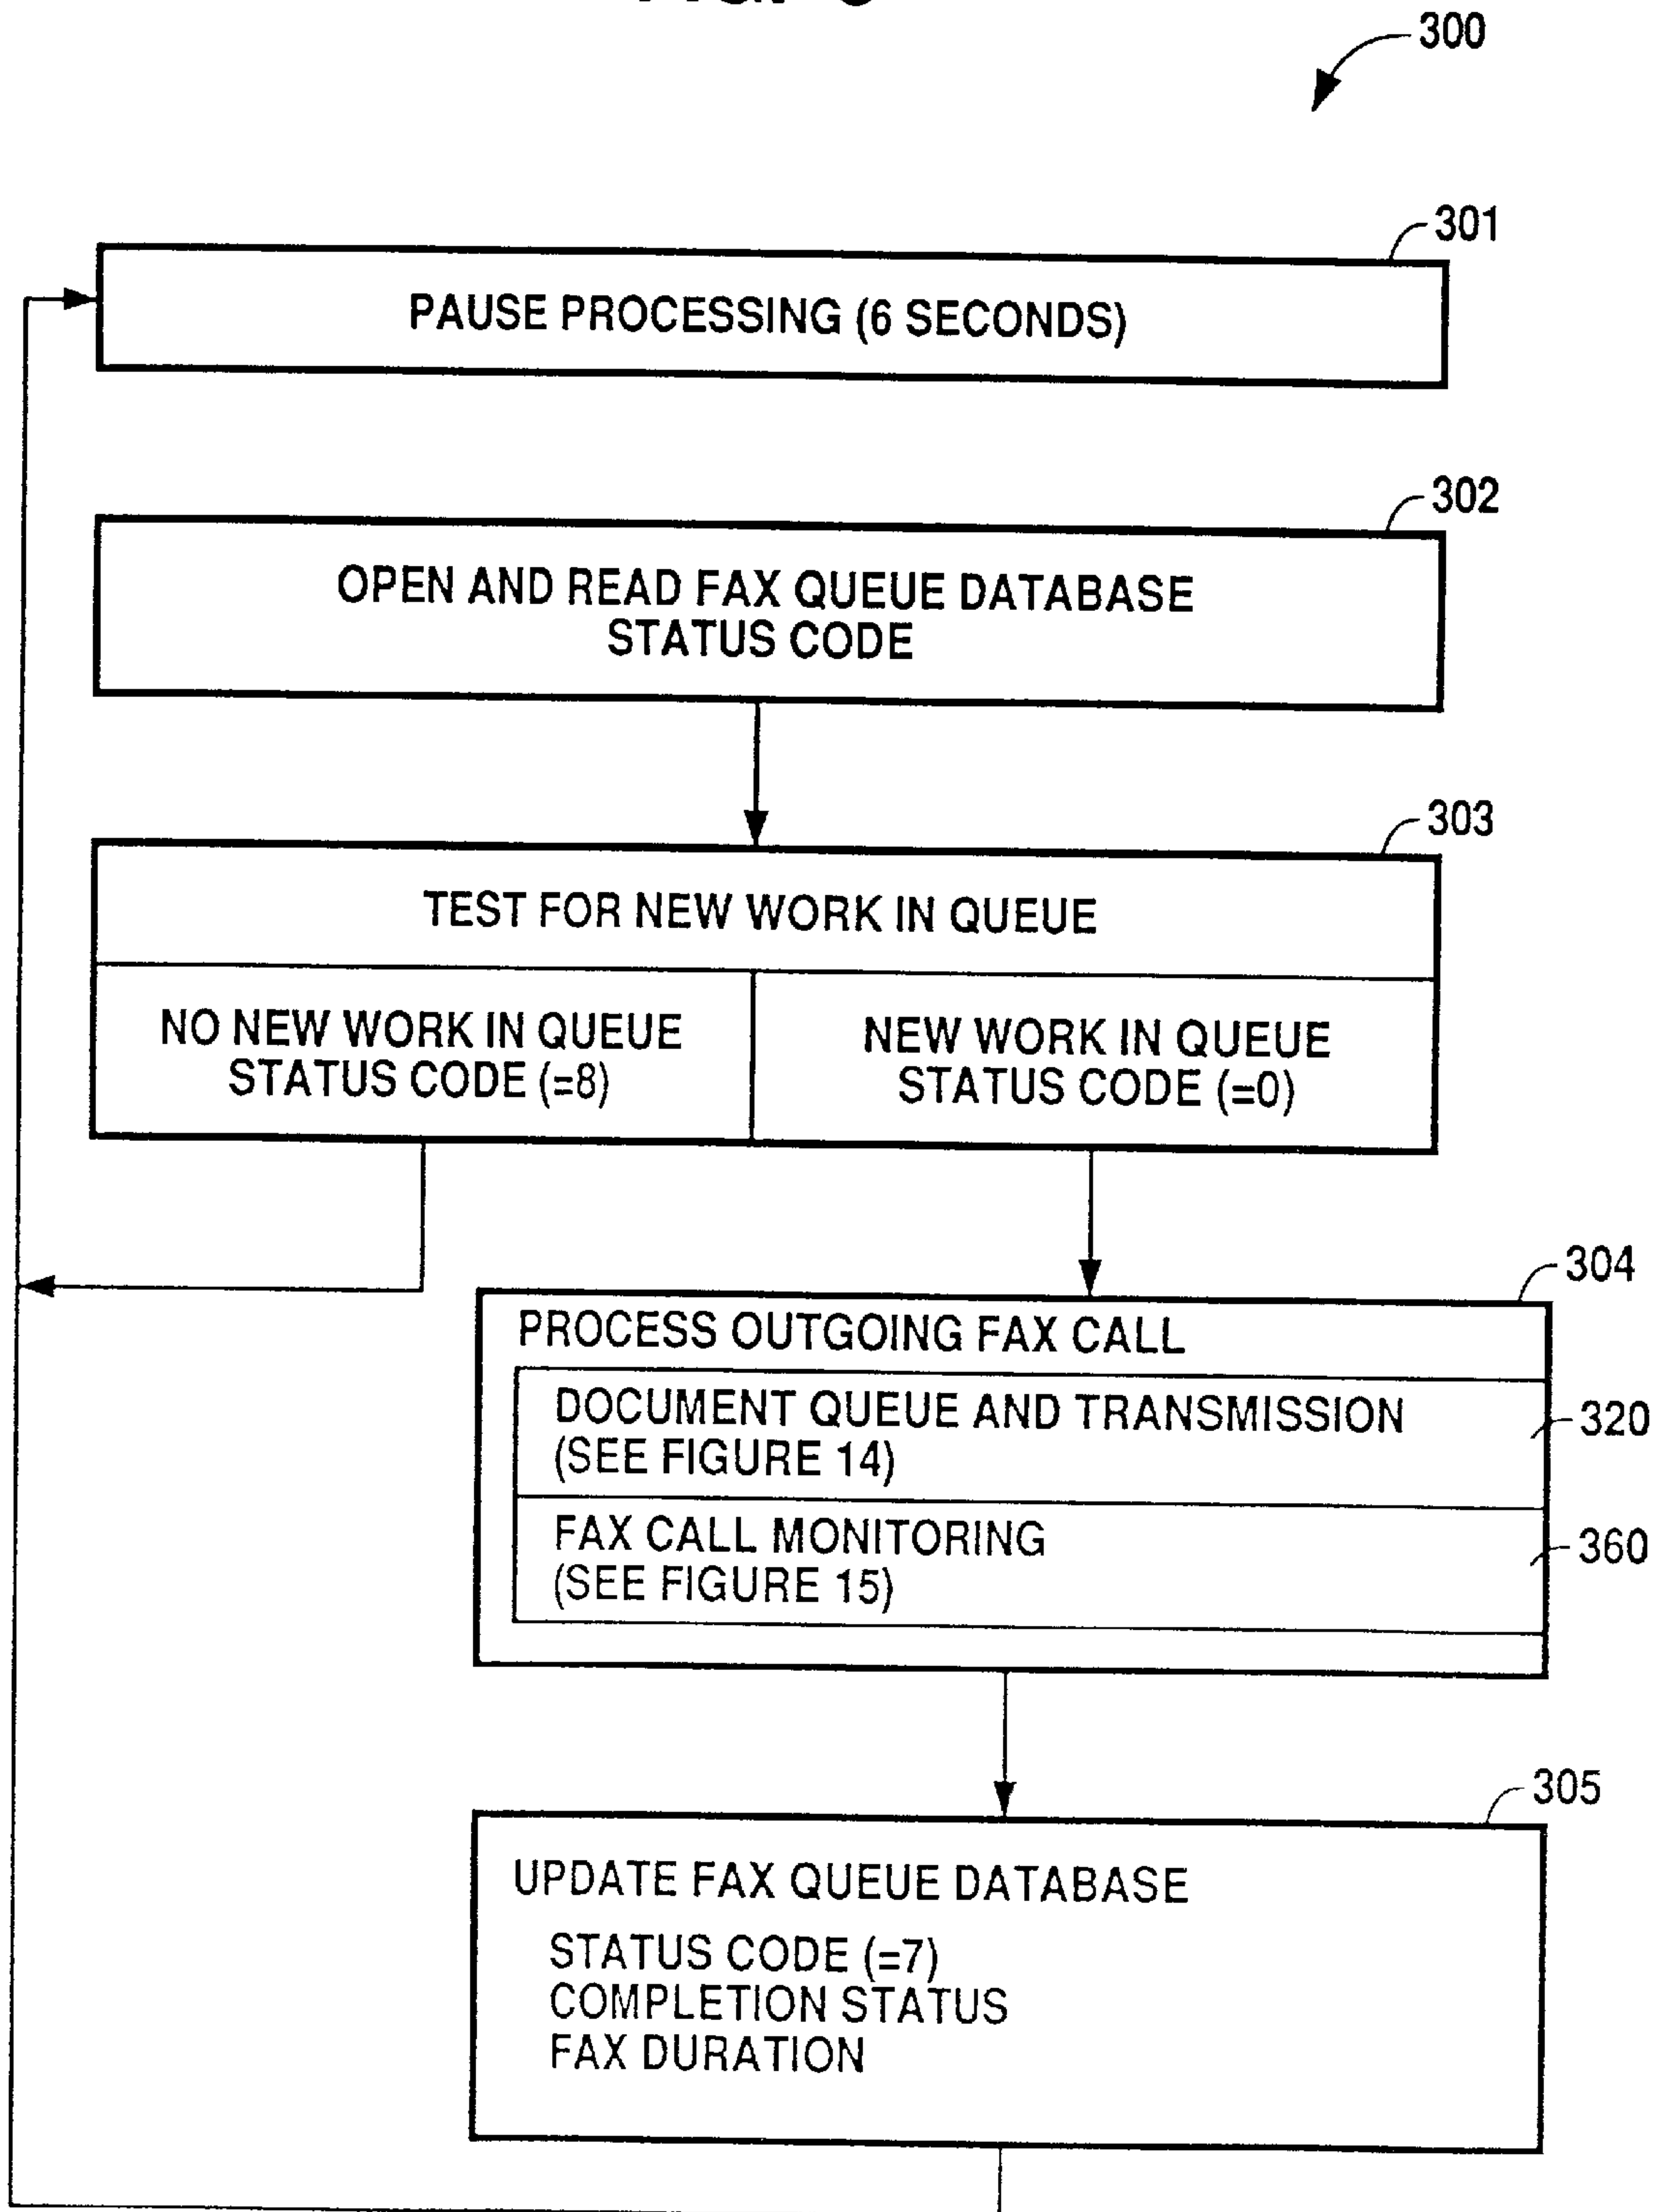 300
301
PAUSE PROCESSING (6 SECONDS)
302
OPEN AND READ FAX QUEUE DATABASE
STATUS CODE
303
TEST FOR NEW WORK IN QUEUE
NO NEW WORK IN QUEUE
STATUS CODE (=8)
NEW WORK IN QUEUE
STATUS CODE (=0)
304
PROCESS OUTGOING FAX CALL
DOCUMENT QUEUE AND TRANSMISSION
(SEE FIGURE 14)
320
FAX CALL MONITORING
(SEE FIGURE 15)
360
305
UPDATE FAX QUEUE DATABASE
STATUS CODE (=7)
COMPLETION STATUS
FAX DURATION